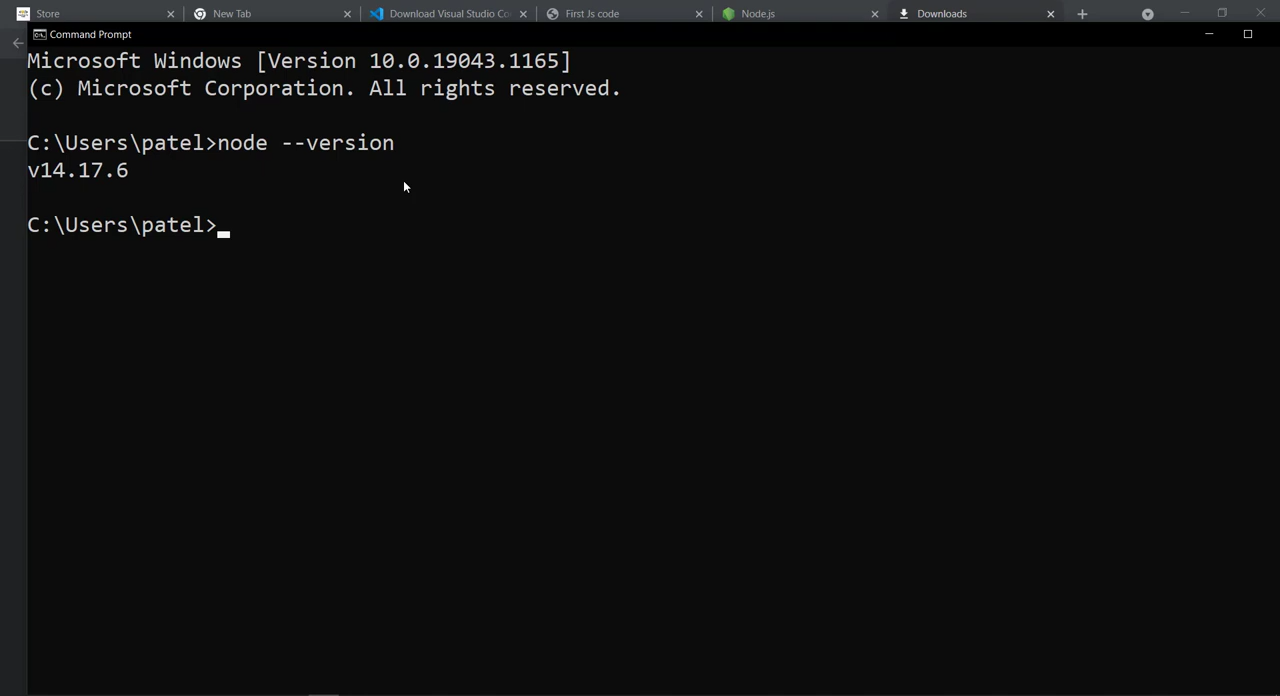 Store
New Tab
Download Visual Studio Co
First Js code
Node.js
Downloads
Command Prompt
Microsoft Windows [Version 10.0.19043.1165]
(c) Microsoft Corporation. All rights reserved.
C:\Users\patel>node --version
v14.17.6
C:\Users\patel>